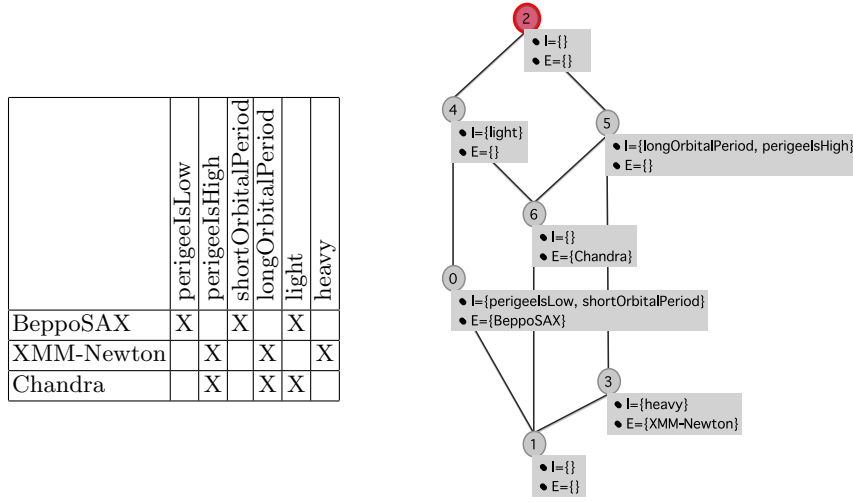 perigeeIsLow
perigeeIsHigh
shortOrbitalPeriod
longOrbitalPeriod
light
heavy
BeppoSAX X X X
XMM-Newton X X X
Chandra X X X
2
• I={}
• E={}
4
• I={light}
• E={}
5
• I={longOrbitalPeriod, perigeeIsHigh}
• E={}
6
• I={}
• E={Chandra}
0
• I={perigeeIsLow, shortOrbitalPeriod}
• E={BeppoSAX}
3
• I={heavy}
• E={XMM-Newton}
1
• I={}
• E={}